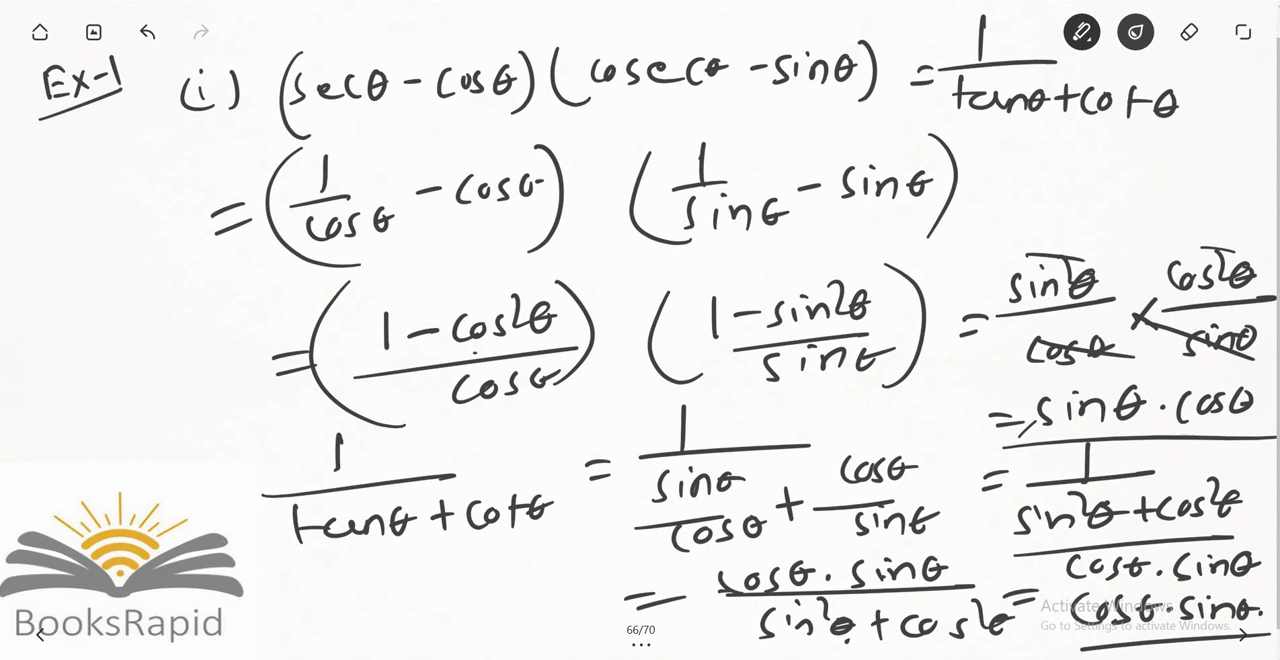 Ex-1 (i) (secθ - cosθ)(cosecθ - sinθ) = 1/(tanθ + cotθ)
= (1/cosθ - cosθ) (1/sinθ - sinθ)
= ((1 - cos²θ)/cosθ) ((1 - sin²θ)/sinθ) = sin²θ/cosθ × cos²θ/sinθ
= sinθ . cosθ
1/(tanθ + cotθ) = 1/(sinθ/cosθ + cosθ/sinθ) = 1/((sin²θ + cos²θ)/(cosθ . sinθ))
= cosθ . sinθ/(sin²θ + cos²θ) = cosθ . sinθ.
BooksRapid
66/70
Activate Windows
Go to Settings to activate Windows.